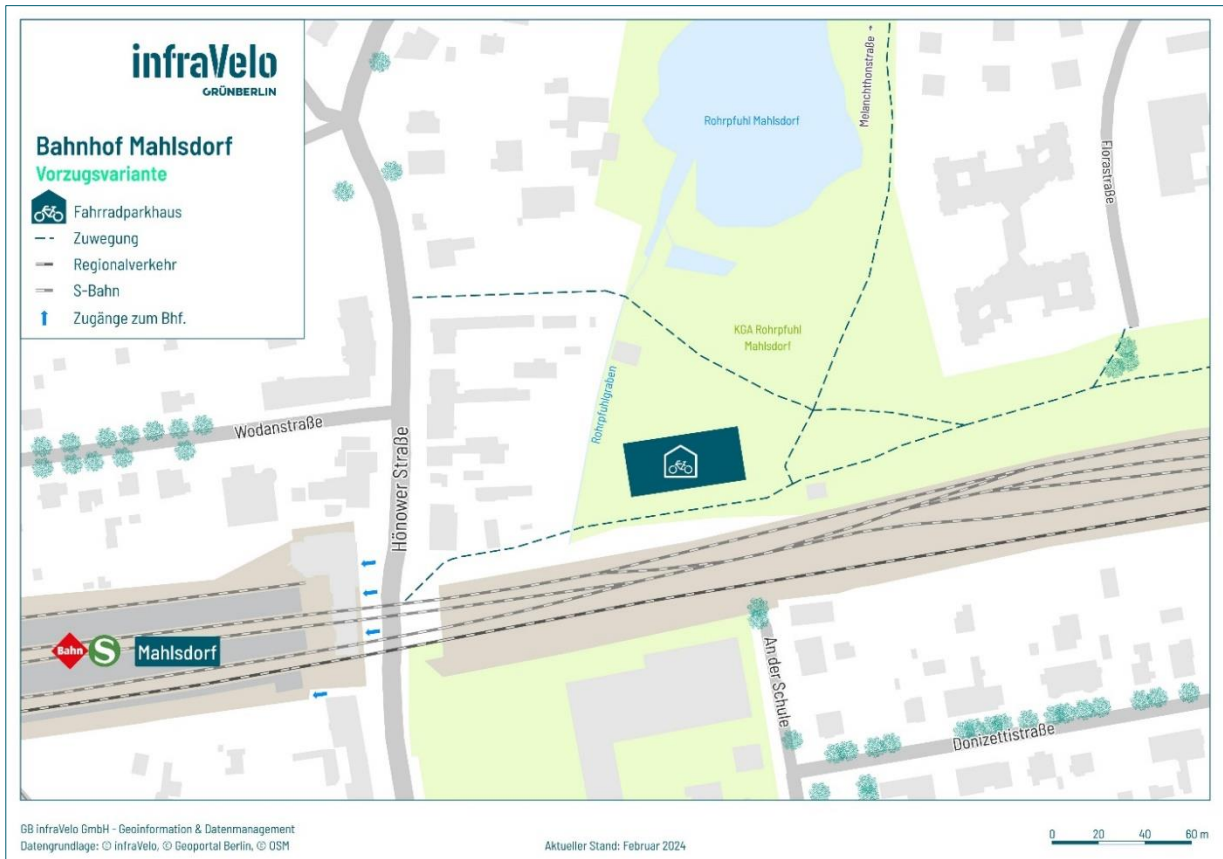 infraVelo
GRÜNBERLIN
Bahnhof Mahlsdorf
Vorzugsvariante
Fahrradparkhaus
Zuwegung
Regionalverkehr
S-Bahn
Zugänge zum Bhf.
Melanchthonstraße →
Rohrpfuhl Mahlsdorf
Florastraße
KGA Rohrpfuhl
Mahlsdorf
Rohrpfuhlgraben
Wodanstraße
Hönower Straße
Bahn
S
Mahlsdorf
An der Schule
Donizettistraße
GB infraVelo GmbH - Geoinformation & Datenmanagement
Datengrundlage: © infraVelo, © Geoportal Berlin, © OSM
Aktueller Stand: Februar 2024
0 20 40 60 m